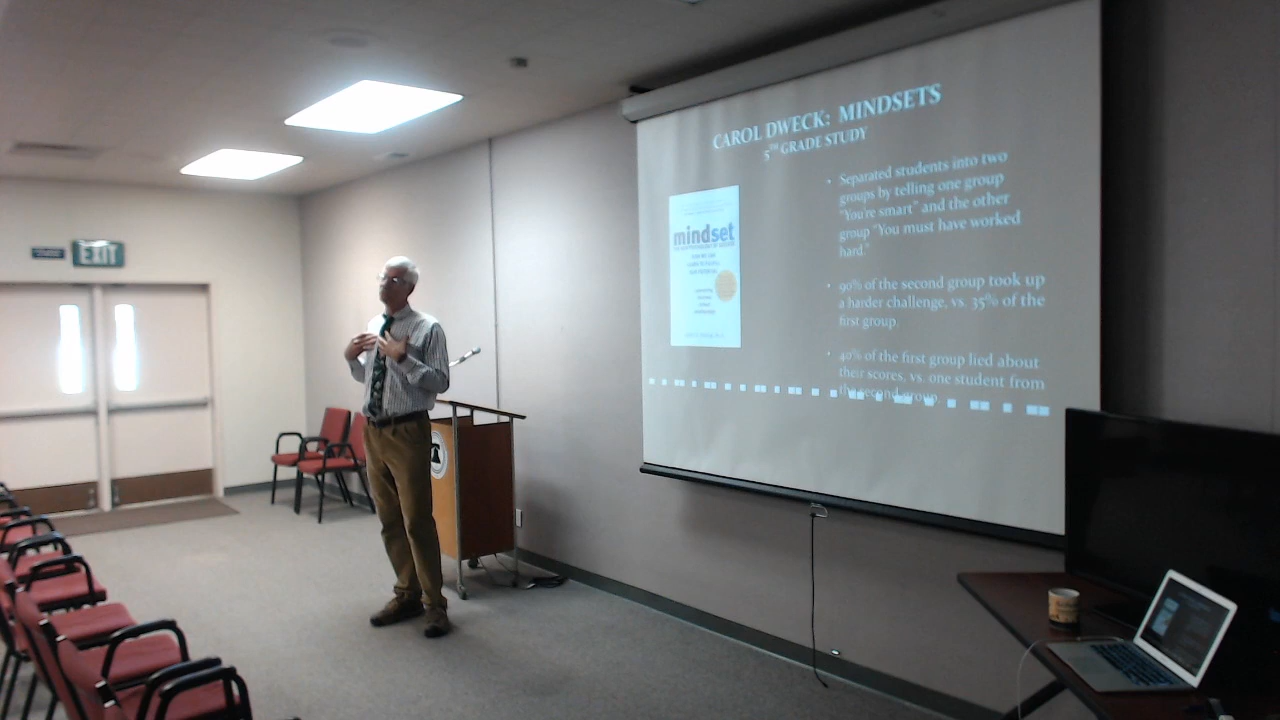 EXIT
CAROL DWECK: MINDSETS
5TH GRADE STUDY
mindset
• Separated students into two
groups by telling one group
"You're smart" and the other
group "You must have worked
hard."
• 90% of the second group took up
a harder challenge, vs. 35% of the
first group.
• 40% of the first group lied about
their scores, vs. one student from
the second group.